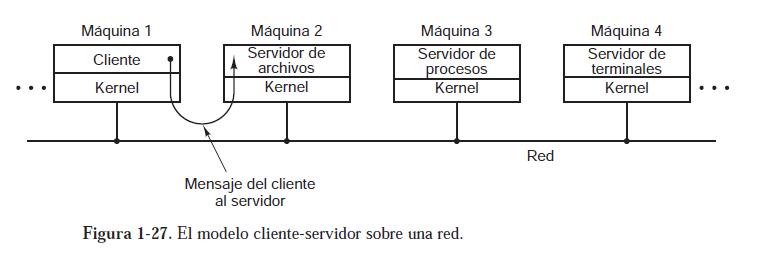 Máquina 1
Máquina 2
Máquina 3
Máquina 4
Cliente
Servidor de
archivos
Servidor de
procesos
Servidor de
terminales
Kernel
Kernel
Kernel
Kernel
Red
Mensaje del cliente
al servidor
Figura 1-27. El modelo cliente-servidor sobre una red.